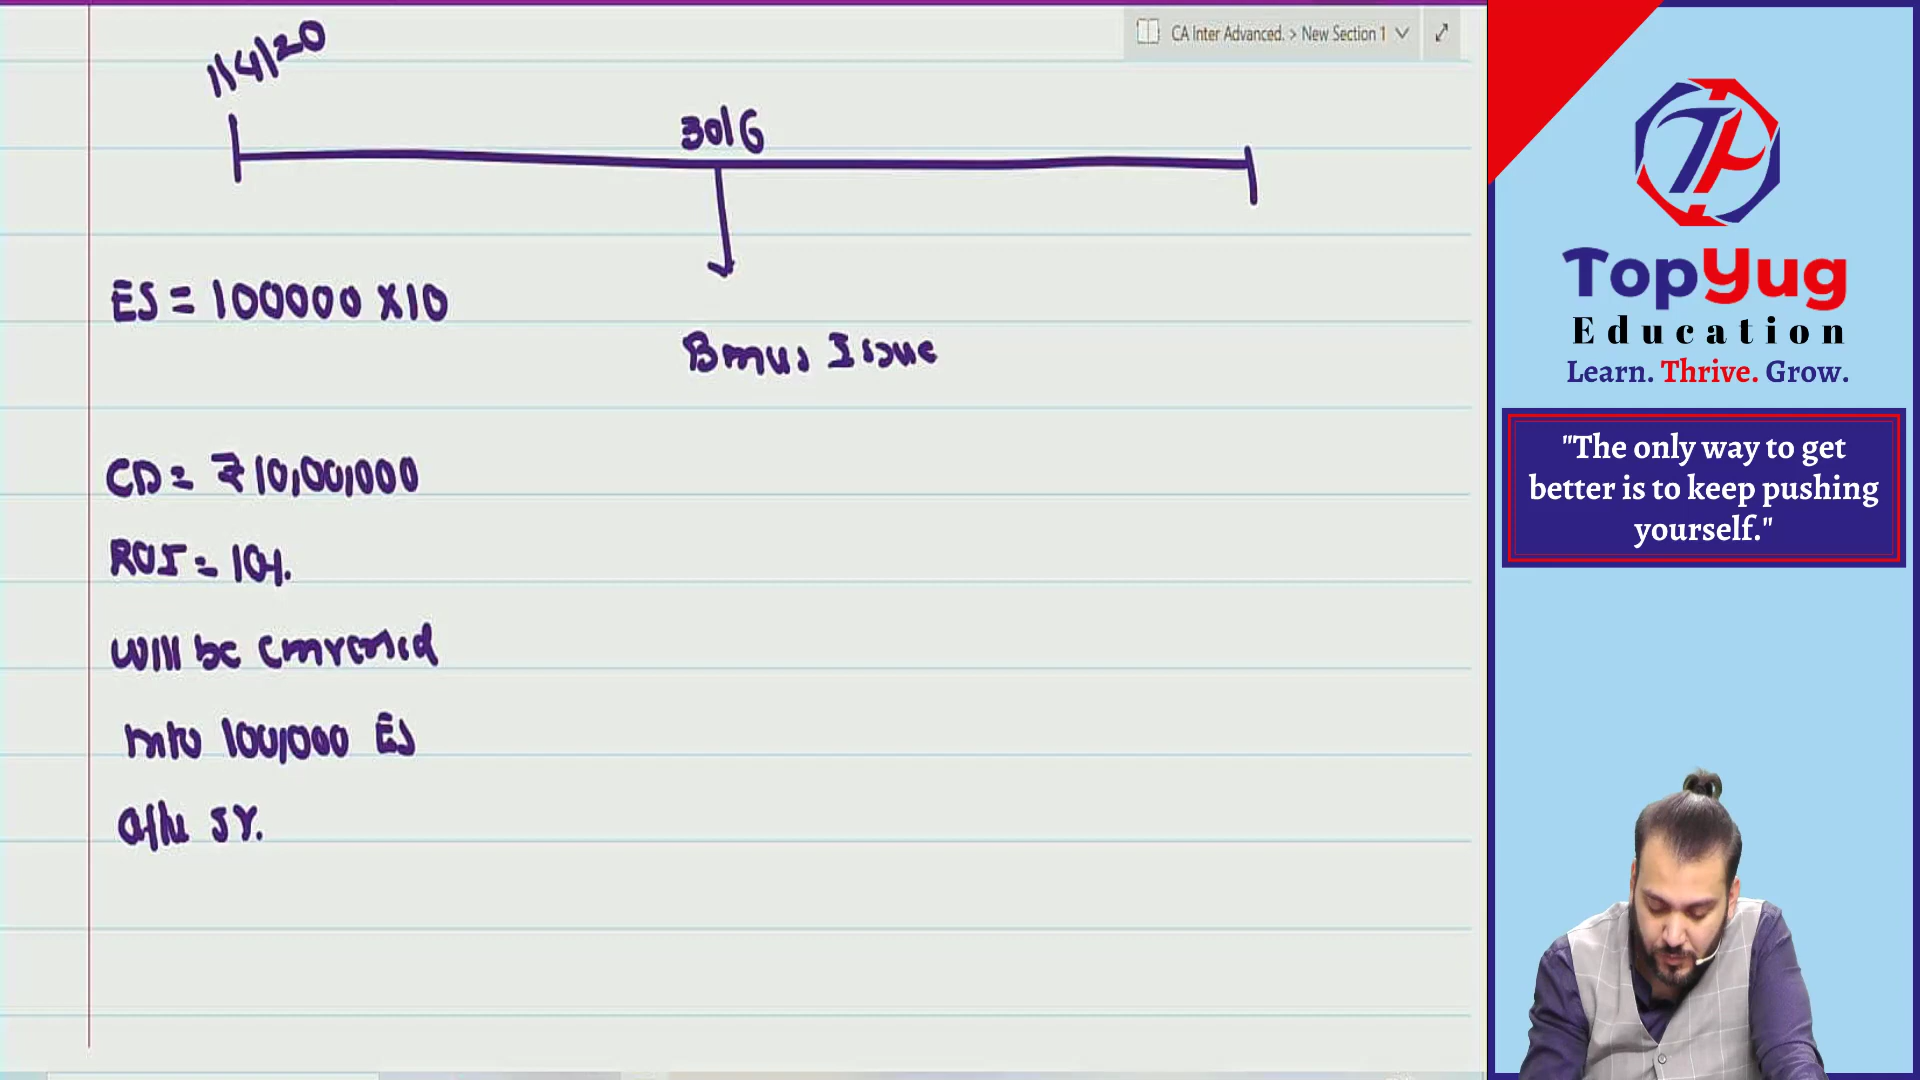 CA Inter Advanced. > New Section 1
1/4/20
30/6
ES = 100000 X10
Bonus Issue
CD = ₹10,00,000
ROI = 10%.
Will be converted
into 100,000 ES
after 5Y.
TopYug
Education
Learn. Thrive. Grow.
"The only way to get
better is to keep pushing
yourself."